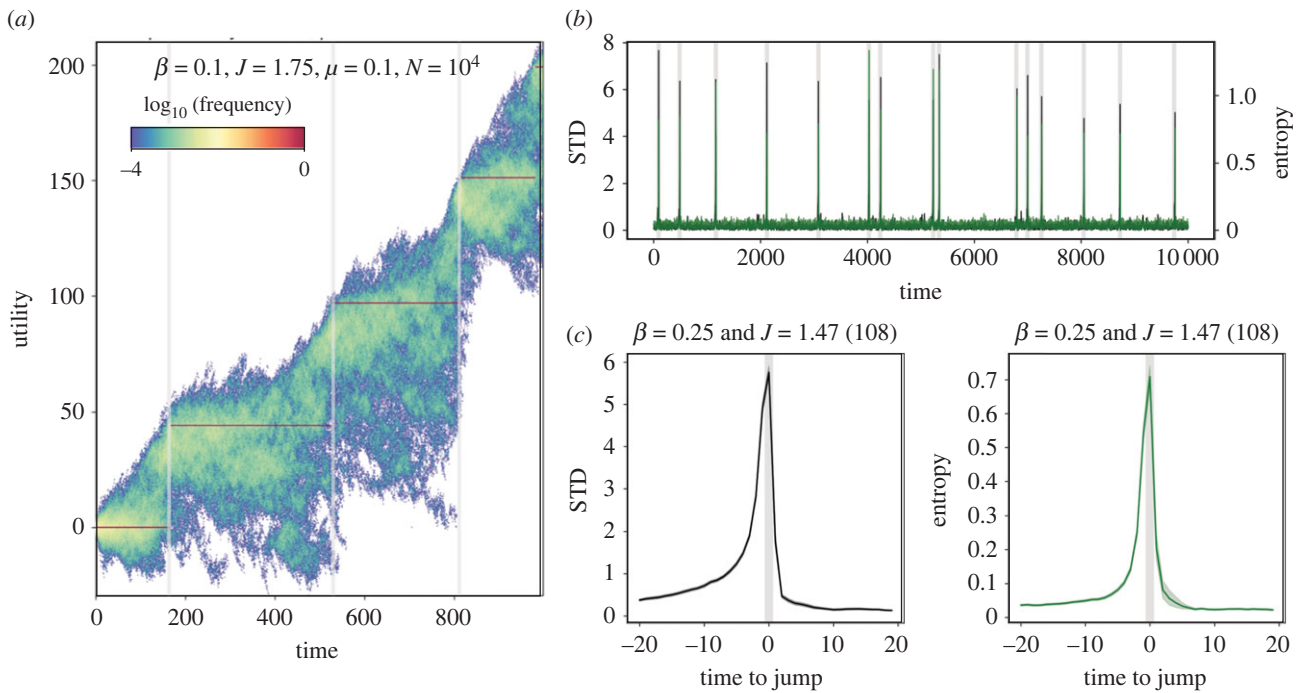 (a)
β = 0.1, J = 1.75, μ = 0.1, N = 10⁴
log₁₀ (frequency)
−4 0
200
150
100
50
0
utility
0 200 400 600 800
time
(b)
8
6
4
2
0
STD
1.0
0.5
0
entropy
0 2000 4000 6000 8000 10 000
time
(c)
β = 0.25 and J = 1.47 (108)
6
5
4
3
2
1
0
STD
−20 −10 0 10 20
time to jump
β = 0.25 and J = 1.47 (108)
0.7
0.6
0.5
0.4
0.3
0.2
0.1
0
entropy
−20 −10 0 10 20
time to jump